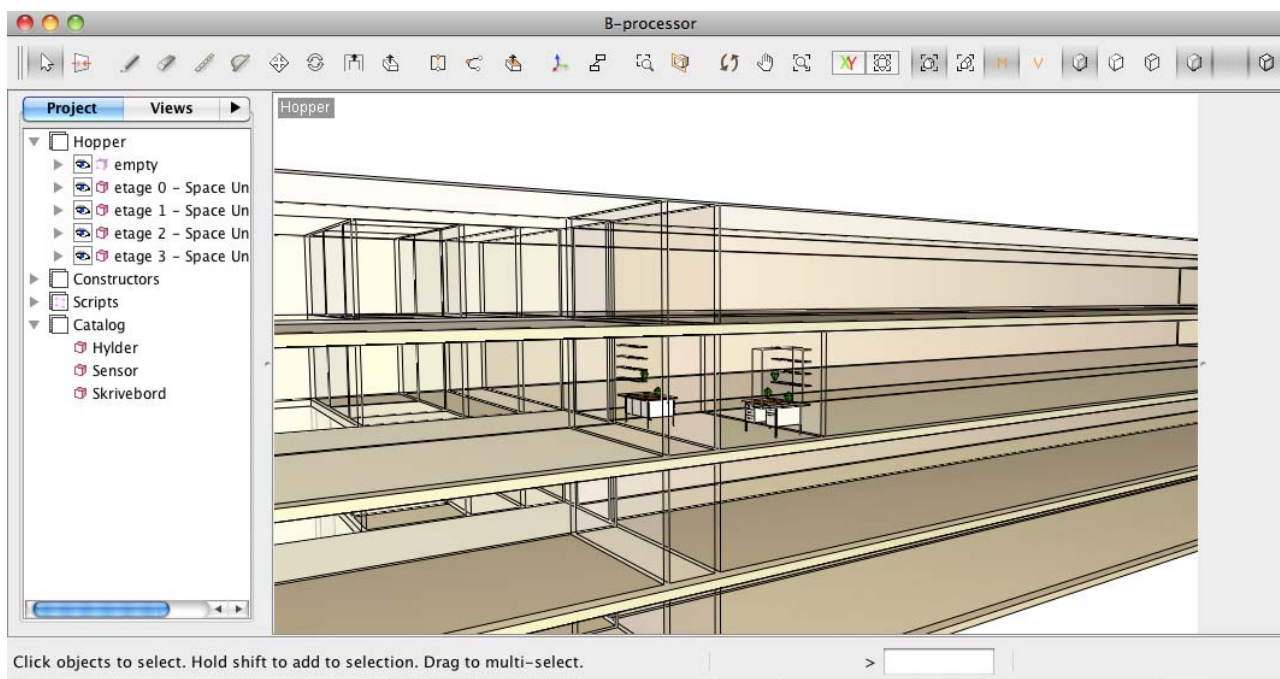 B-processor
XY
M
V
Project Views
Hopper
Hopper
empty
etage 0 - Space Un
etage 1 - Space Un
etage 2 - Space Un
etage 3 - Space Un
Constructors
Scripts
Catalog
Hylder
Sensor
Skrivebord
Click objects to select. Hold shift to add to selection. Drag to multi-select.
>